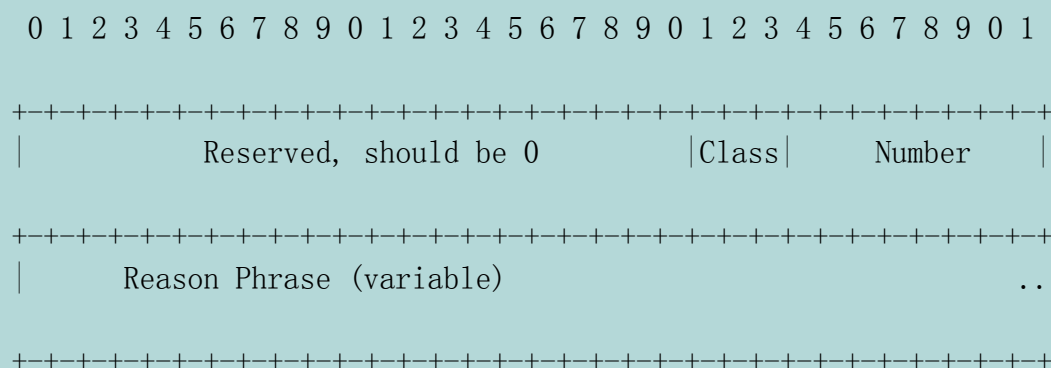 0 1 2 3 4 5 6 7 8 9 0 1 2 3 4 5 6 7 8 9 0 1 2 3 4 5 6 7 8 9 0 1
+-+-+-+-+-+-+-+-+-+-+-+-+-+-+-+-+-+-+-+-+-+-+-+-+-+-+-+-+-+-+-+-+
| Reserved, should be 0 |Class| Number |
+-+-+-+-+-+-+-+-+-+-+-+-+-+-+-+-+-+-+-+-+-+-+-+-+-+-+-+-+-+-+-+-+
| Reason Phrase (variable) ..
+-+-+-+-+-+-+-+-+-+-+-+-+-+-+-+-+-+-+-+-+-+-+-+-+-+-+-+-+-+-+-+-+